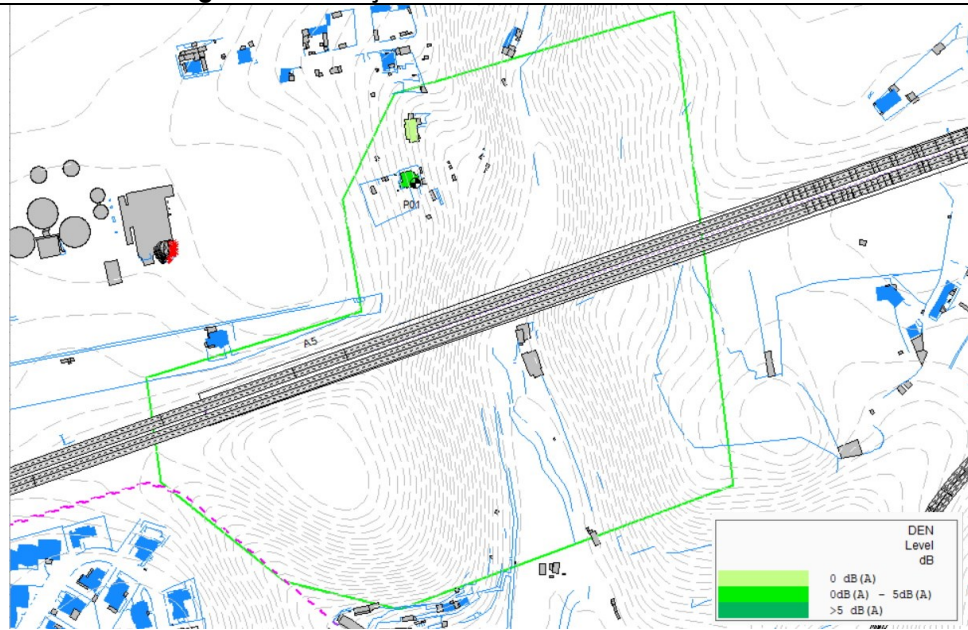 P01
A5
DEN
Level
dB
0 dB(A)
0dB(A) - 5dB(A)
>5 dB(A)